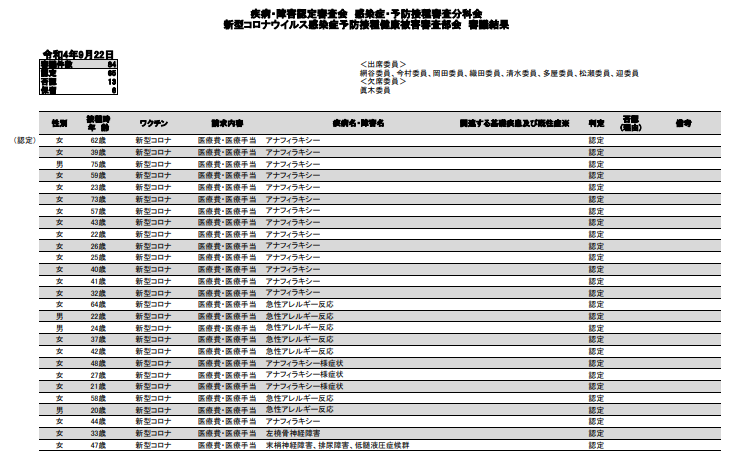 疾病・障害認定審査会 感染症・予防接種審査分科会
新型コロナウイルス感染症予防接種健康被害審査部会 審議結果
令和4年9月22日
審議件数 84
認定 65
否認 13
保留 6
＜出席委員＞
網谷委員、今村委員、岡田委員、織田委員、清水委員、多屋委員、松瀬委員、迎委員
＜欠席委員＞
眞木委員
性別 接種時年齢 ワクチン 請求内容 疾病名・障害名 関連する基礎疾患及び既往症※ 判定 否認（理由） 備考
（認定） 女 62歳 新型コロナ 医療費・医療手当 アナフィラキシー 認定
女 39歳 新型コロナ 医療費・医療手当 アナフィラキシー 認定
男 75歳 新型コロナ 医療費・医療手当 アナフィラキシー 認定
女 59歳 新型コロナ 医療費・医療手当 アナフィラキシー 認定
女 23歳 新型コロナ 医療費・医療手当 アナフィラキシー 認定
女 73歳 新型コロナ 医療費・医療手当 アナフィラキシー 認定
女 57歳 新型コロナ 医療費・医療手当 アナフィラキシー 認定
女 43歳 新型コロナ 医療費・医療手当 アナフィラキシー 認定
女 22歳 新型コロナ 医療費・医療手当 アナフィラキシー 認定
女 26歳 新型コロナ 医療費・医療手当 アナフィラキシー 認定
女 25歳 新型コロナ 医療費・医療手当 アナフィラキシー 認定
女 40歳 新型コロナ 医療費・医療手当 アナフィラキシー 認定
女 41歳 新型コロナ 医療費・医療手当 アナフィラキシー 認定
女 32歳 新型コロナ 医療費・医療手当 アナフィラキシー 認定
女 64歳 新型コロナ 医療費・医療手当 急性アレルギー反応 認定
男 22歳 新型コロナ 医療費・医療手当 急性アレルギー反応 認定
男 24歳 新型コロナ 医療費・医療手当 急性アレルギー反応 認定
女 37歳 新型コロナ 医療費・医療手当 急性アレルギー反応 認定
女 42歳 新型コロナ 医療費・医療手当 急性アレルギー反応 認定
女 48歳 新型コロナ 医療費・医療手当 アナフィラキシー様症状 認定
女 27歳 新型コロナ 医療費・医療手当 アナフィラキシー様症状 認定
女 21歳 新型コロナ 医療費・医療手当 アナフィラキシー様症状 認定
女 58歳 新型コロナ 医療費・医療手当 急性アレルギー反応 認定
男 20歳 新型コロナ 医療費・医療手当 急性アレルギー反応 認定
女 44歳 新型コロナ 医療費・医療手当 アナフィラキシー 認定
女 33歳 新型コロナ 医療費・医療手当 左橈骨神経障害 認定
女 47歳 新型コロナ 医療費・医療手当 末梢神経障害、排尿障害、低髄液圧症候群 認定